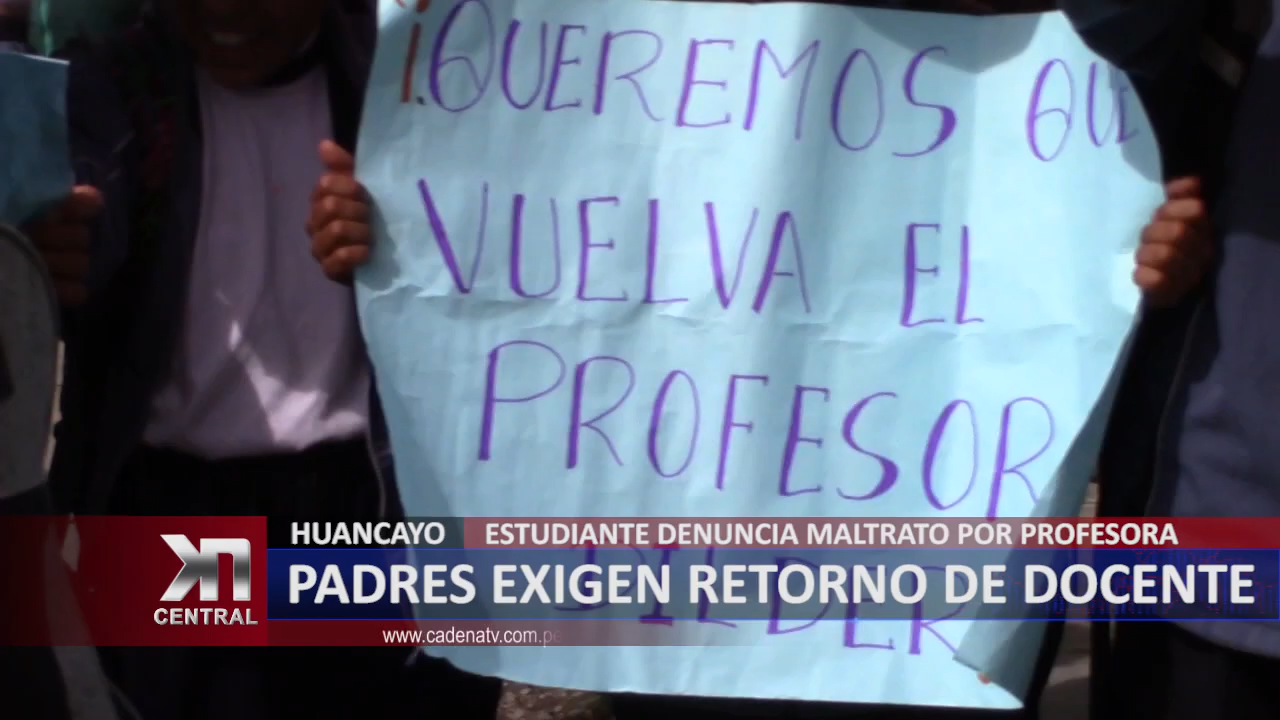 ¡QUEREMOS QUE
VUELVA EL
PROFESOR
DILDER
HUANCAYO ESTUDIANTE DENUNCIA MALTRATO POR PROFESORA
PADRES EXIGEN RETORNO DE DOCENTE
CENTRAL
www.cadenatv.com.pe